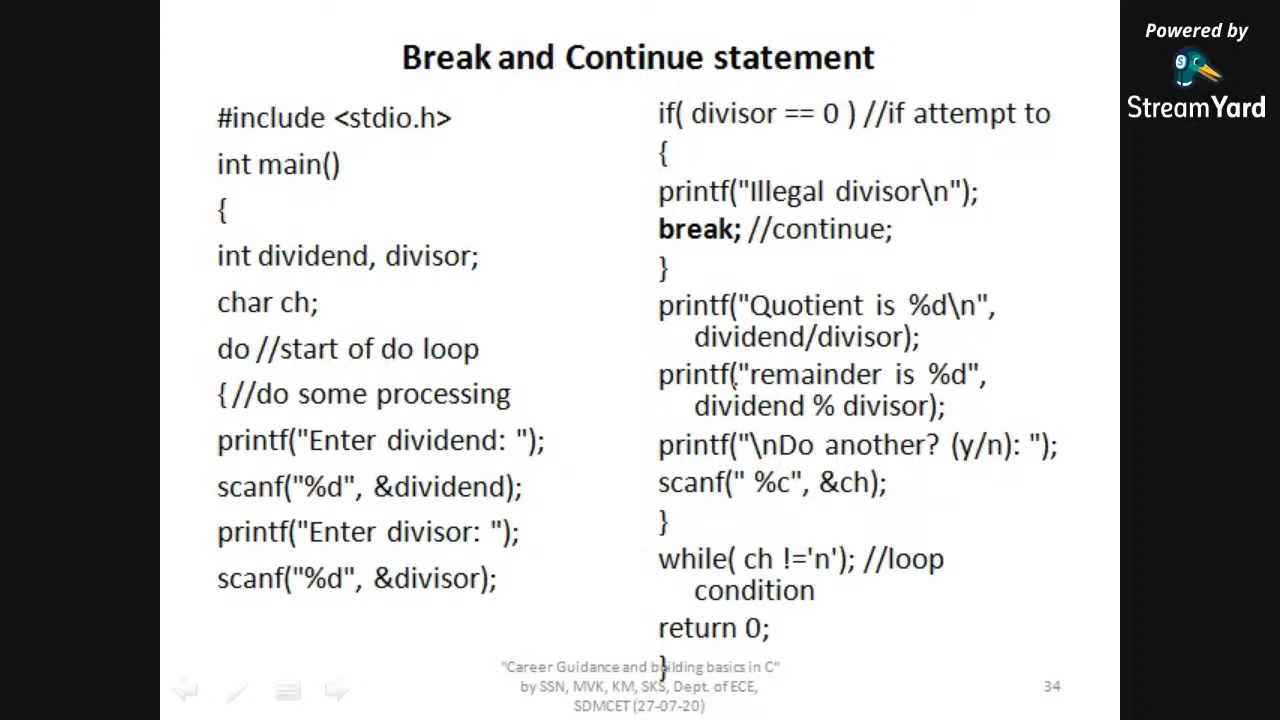 Powered by
StreamYard
Break and Continue statement
#include <stdio.h>
int main()
{
int dividend, divisor;
char ch;
do //start of do loop
{ //do some processing
printf("Enter dividend: ");
scanf("%d", &dividend);
printf("Enter divisor: ");
scanf("%d", &divisor);
if( divisor == 0 ) //if attempt to
{
printf("Illegal divisor\n");
break; //continue;
}
printf("Quotient is %d\n",
dividend/divisor);
printf("remainder is %d",
dividend % divisor);
printf("\nDo another? (y/n): ");
scanf(" %c", &ch);
}
while( ch !='n'); //loop
condition
return 0;
}
"Career Guidance and building basics in C"
by SSN, MVK, KM, SKS, Dept. of ECE,
SDMCET (27-07-20)
34